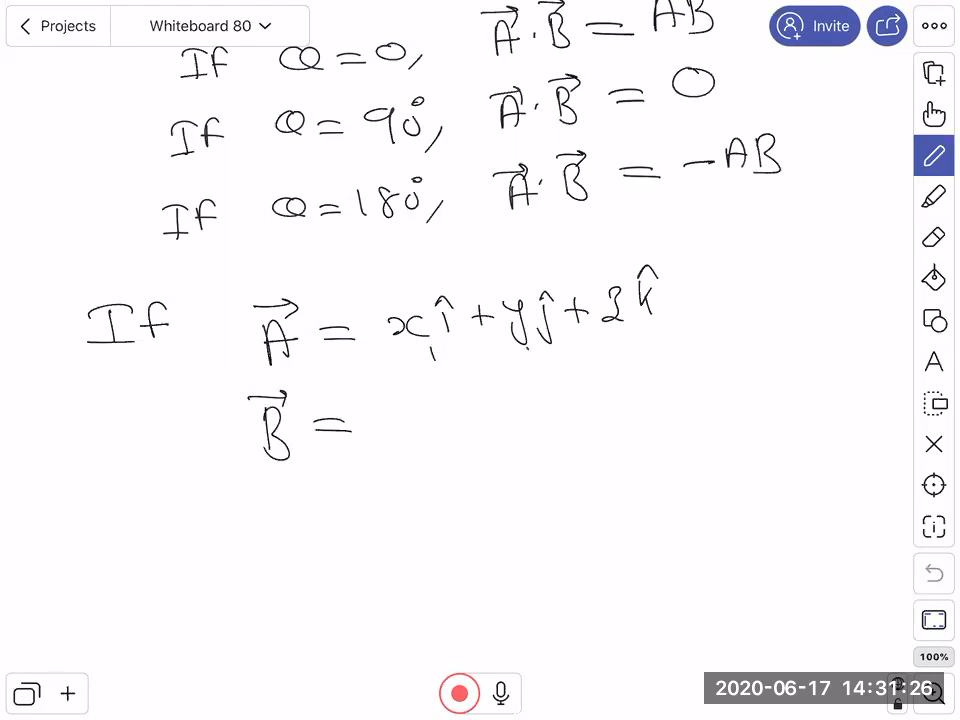 Projects Whiteboard 80 Invite
If θ = 0, A⃗·B⃗ = AB
If θ = 90°, A⃗·B⃗ = 0
If θ = 180°, A⃗·B⃗ = -AB
If A⃗ = x₁î + yĵ + zk̂
B⃗ =
A
100%
2020-06-17 14:31:26